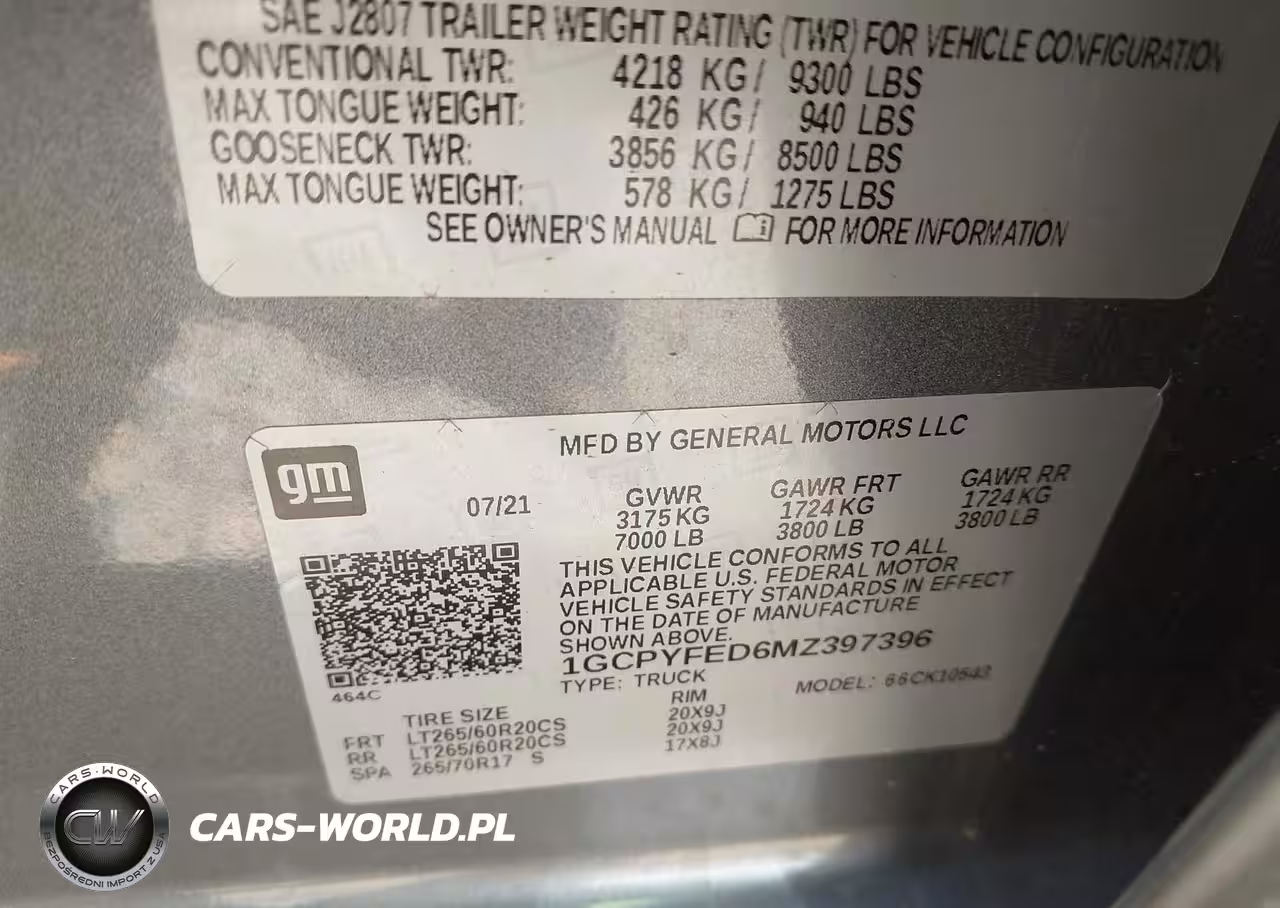 SAE J2807 TRAILER WEIGHT RATING (TWR) FOR VEHICLE CONFIGURATION
CONVENTIONAL TWR: 4218 KG/ 9300 LBS
MAX TONGUE WEIGHT: 426 KG/ 940 LBS
GOOSENECK TWR: 3856 KG/ 8500 LBS
MAX TONGUE WEIGHT: 578 KG/ 1275 LBS
SEE OWNER'S MANUAL FOR MORE INFORMATION
gm
MFD BY GENERAL MOTORS LLC
07/21
GVWR GAWR FRT GAWR RR
3175 KG 1724 KG 1724 KG
7000 LB 3800 LB 3800 LB
THIS VEHICLE CONFORMS TO ALL
APPLICABLE U.S. FEDERAL MOTOR
VEHICLE SAFETY STANDARDS IN EFFECT
ON THE DATE OF MANUFACTURE
SHOWN ABOVE.
1GCPYFED6MZ397396
TYPE: TRUCK MODEL: 66CK10543
464C
TIRE SIZE RIM
FRT LT265/60R20CS 20X9J
RR LT265/60R20CS 20X9J
SPA 265/70R17 S 17X8J
CARS-WORLD
CW
BEZPOŚREDNI IMPORT Z USA
CARS-WORLD.PL